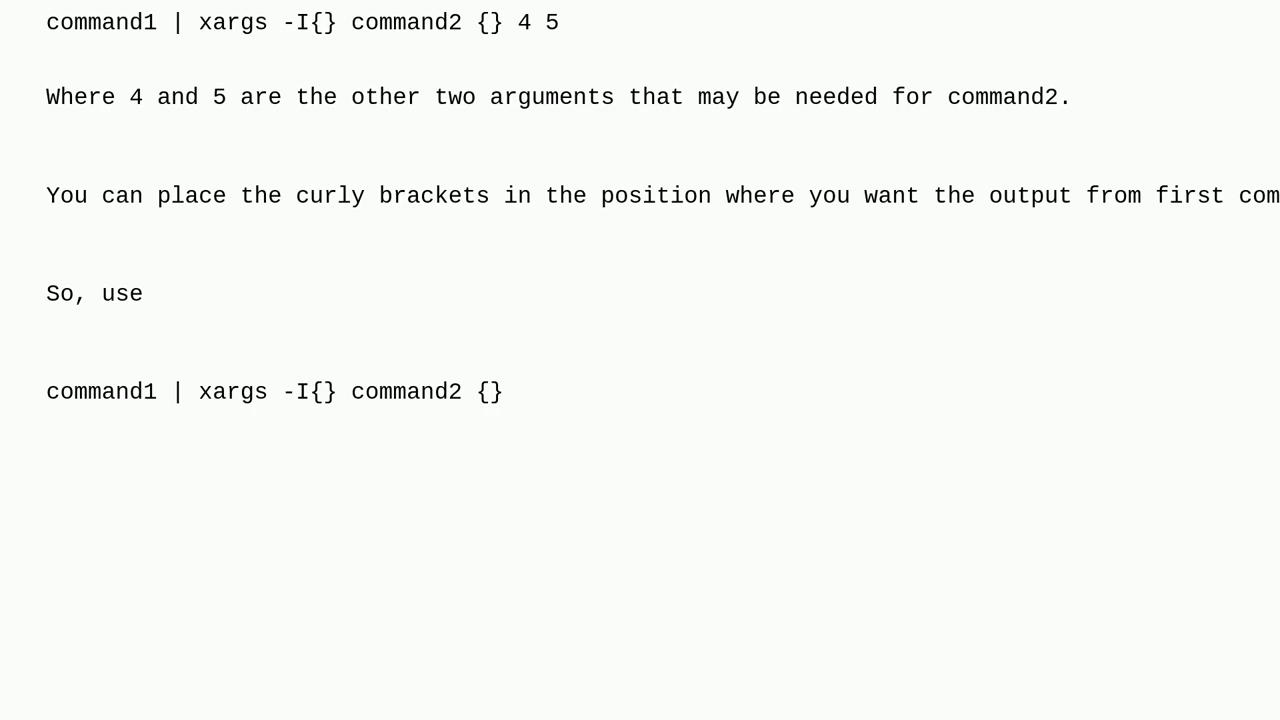 command1 | xargs -I{} command2 {} 4 5
Where 4 and 5 are the other two arguments that may be needed for command2.
You can place the curly brackets in the position where you want the output from first com
So, use
command1 | xargs -I{} command2 {}